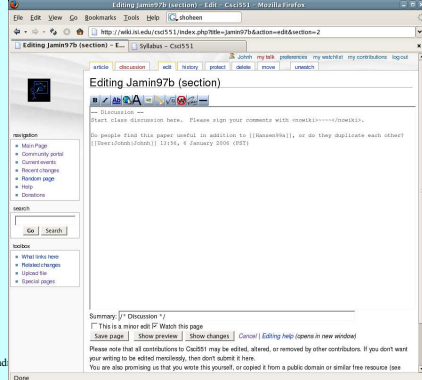 Editing Jamin97b (section) - Edit - Csci551 - Mozilla Firefox
File Edit View Go Bookmarks Tools Help shoheen
http://wiki.isi.edu/csci551/index.php?title=Jamin97b&action=edit&section=2
Editing Jamin97b (section) - E... Syllabus - Csci551
Johnh my talk preferences my watchlist my contributions log out
article discussion edit history protect delete move unwatch
Editing Jamin97b (section)
== Discussion ==
Start class discussion here. Please sign your comments with <nowiki>~~~~</nowiki>.
Do people find this paper useful in addition to [[Hansen99a]], or do they duplicate each other?
[[User:Johnh|Johnh]] 13:56, 6 January 2006 (PST)
navigation
Main Page
Community portal
Current events
Recent changes
Random page
Help
Donations
search
Go Search
toolbox
What links here
Related changes
Upload file
Special pages
Summary: /* Discussion */
This is a minor edit Watch this page
Save page Show preview Show changes Cancel | Editing help (opens in new window)
Please note that all contributions to Csci551 may be edited, altered, or removed by other contributors. If you don't want
your writing to be edited mercilessly, then don't submit it here.
You are also promising us that you wrote this yourself, or copied it from a public domain or similar free resource (see
Done